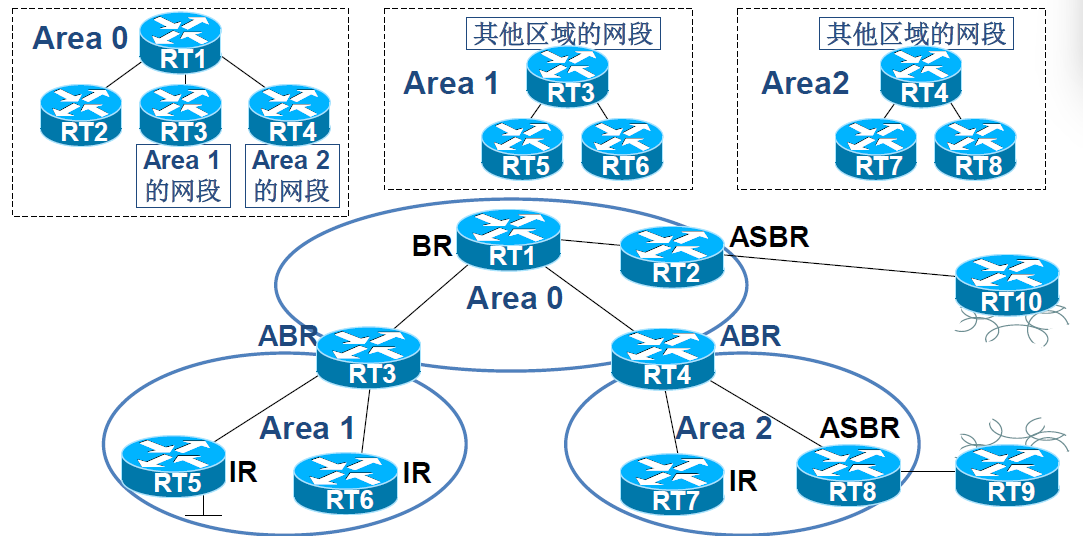 Area 0
RT1
RT2
RT3
RT4
Area 1
的网段
Area 2
的网段
其他区域的网段
Area 1
RT3
RT5
RT6
其他区域的网段
Area2
RT4
RT7
RT8
BR
RT1
RT2
ASBR
RT10
Area 0
ABR
RT3
RT4
ABR
Area 1
RT5
IR
RT6
IR
Area 2
RT7
IR
ASBR
RT8
RT9